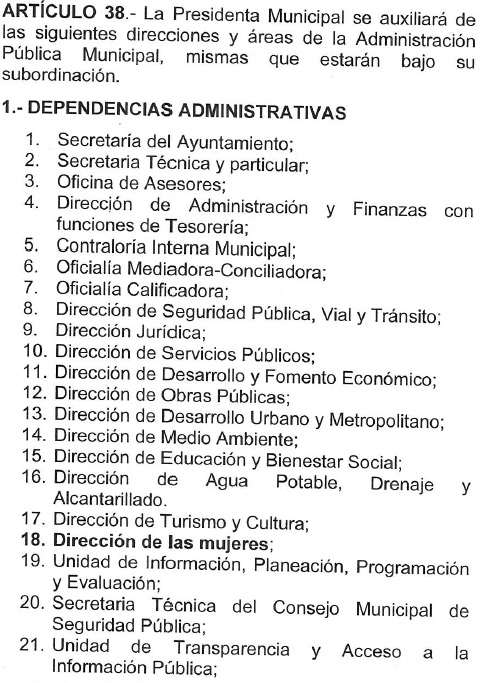 ARTÍCULO 38.- La Presidenta Municipal se auxiliará de
las siguientes direcciones y áreas de la Administración
Pública Municipal, mismas que estarán bajo su
subordinación.
1.- DEPENDENCIAS ADMINISTRATIVAS
1. Secretaría del Ayuntamiento;
2. Secretaria Técnica y particular;
3. Oficina de Asesores;
4. Dirección de Administración y Finanzas con
funciones de Tesorería;
5. Contraloría Interna Municipal;
6. Oficialía Mediadora-Conciliadora;
7. Oficialía Calificadora;
8. Dirección de Seguridad Pública, Vial y Tránsito;
9. Dirección Jurídica;
10. Dirección de Servicios Públicos;
11. Dirección de Desarrollo y Fomento Económico;
12. Dirección de Obras Públicas;
13. Dirección de Desarrollo Urbano y Metropolitano;
14. Dirección de Medio Ambiente;
15. Dirección de Educación y Bienestar Social;
16. Dirección de Agua Potable, Drenaje y
Alcantarillado.
17. Dirección de Turismo y Cultura;
18. Dirección de las mujeres;
19. Unidad de Información, Planeación, Programación
y Evaluación;
20. Secretaria Técnica del Consejo Municipal de
Seguridad Pública;
21. Unidad de Transparencia y Acceso a la
Información Pública;